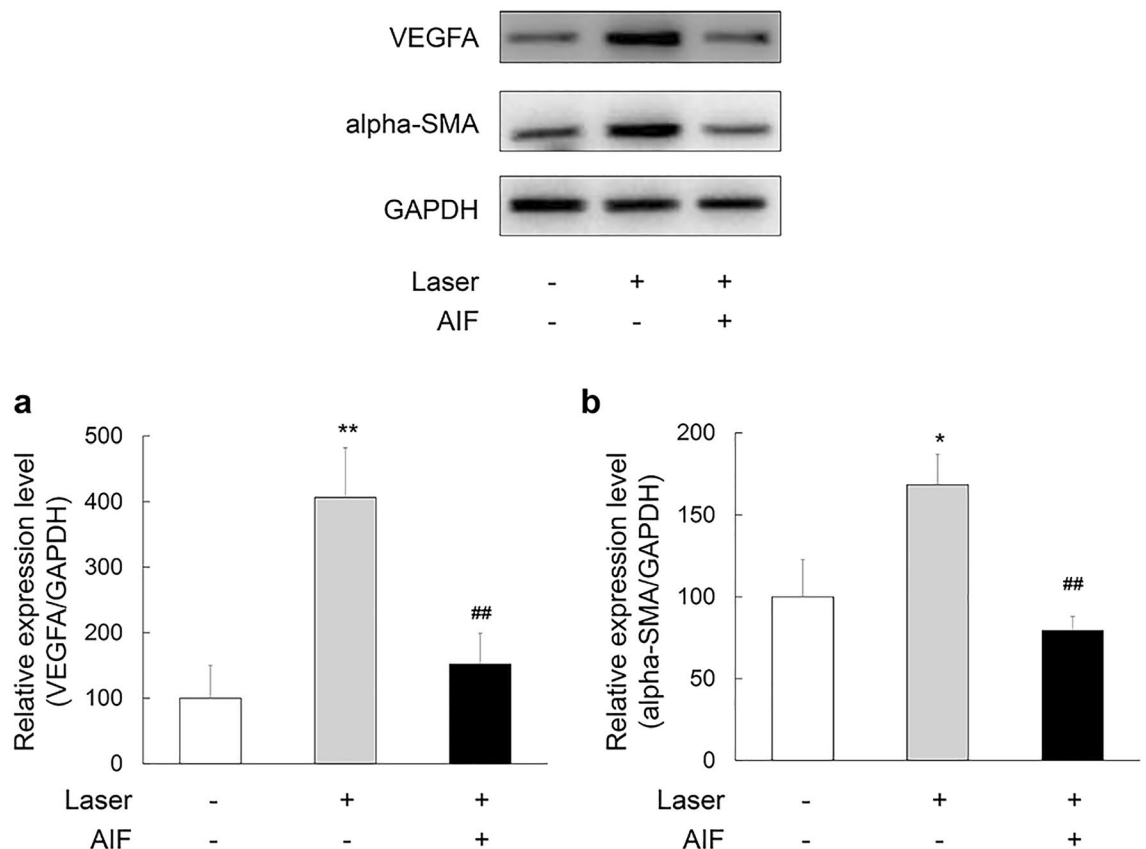 VEGFA
alpha-SMA
GAPDH
Laser - + +
AIF - - +
a
Relative expression level
(VEGFA/GAPDH)
500
400
300
200
100
0
**
##
Laser - + +
AIF - - +
b
Relative expression level
(alpha-SMA/GAPDH)
200
150
100
50
0
*
##
Laser - + +
AIF - - +